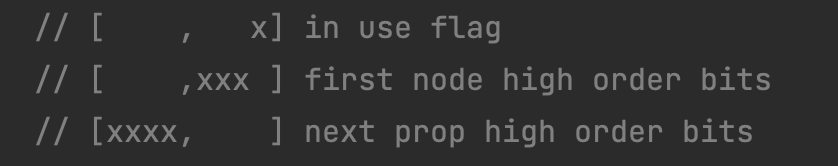 // [    ,   x] in use flag
// [    ,xxx ] first node high order bits
// [xxxx,    ] next prop high order bits